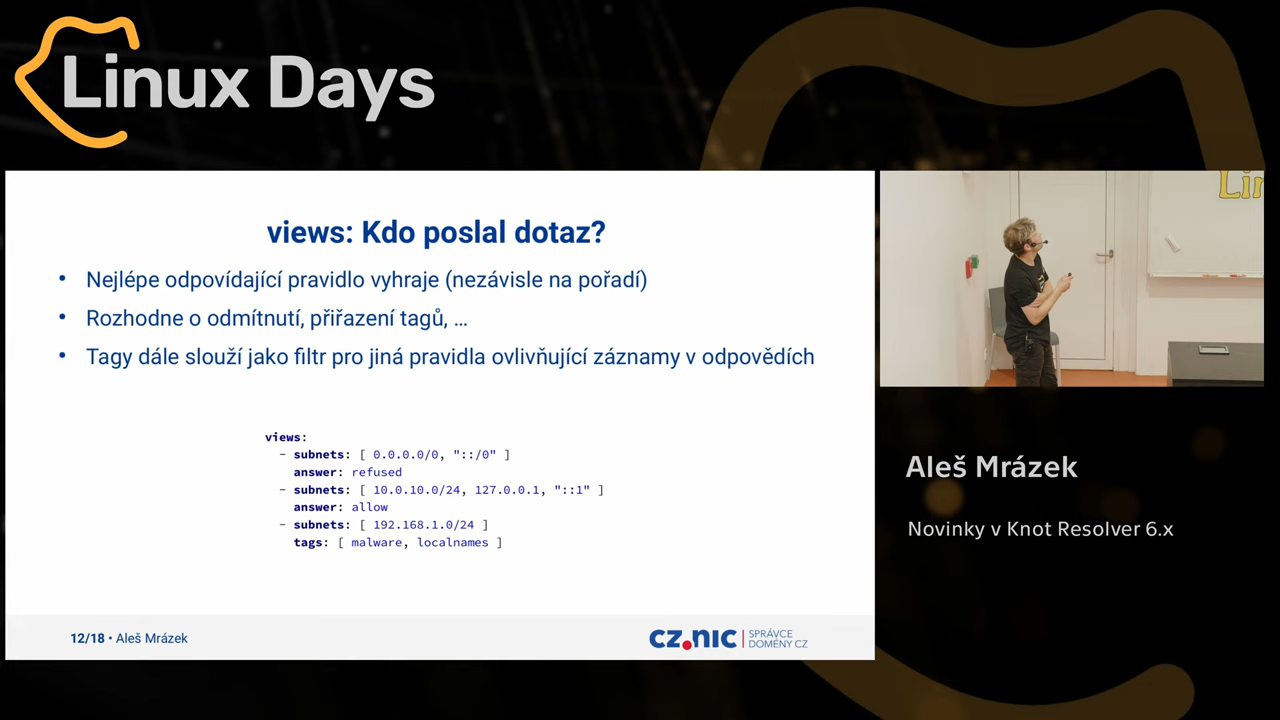 Linux Days
views: Kdo poslal dotaz?
• Nejlépe odpovídající pravidlo vyhraje (nezávisle na pořadí)
• Rozhodne o odmítnutí, přiřazení tagů, ...
• Tagy dále slouží jako filtr pro jiná pravidla ovlivňující záznamy v odpovědích
views:
- subnets: [ 0.0.0.0/0, "::/0" ]
answer: refused
- subnets: [ 10.0.10.0/24, 127.0.0.1, "::1" ]
answer: allow
- subnets: [ 192.168.1.0/24 ]
tags: [ malware, localnames ]
12/18 • Aleš Mrázek
cz.nic | SPRÁVCE
DOMÉNY CZ
Lin
Aleš Mrázek
Novinky v Knot Resolver 6.x